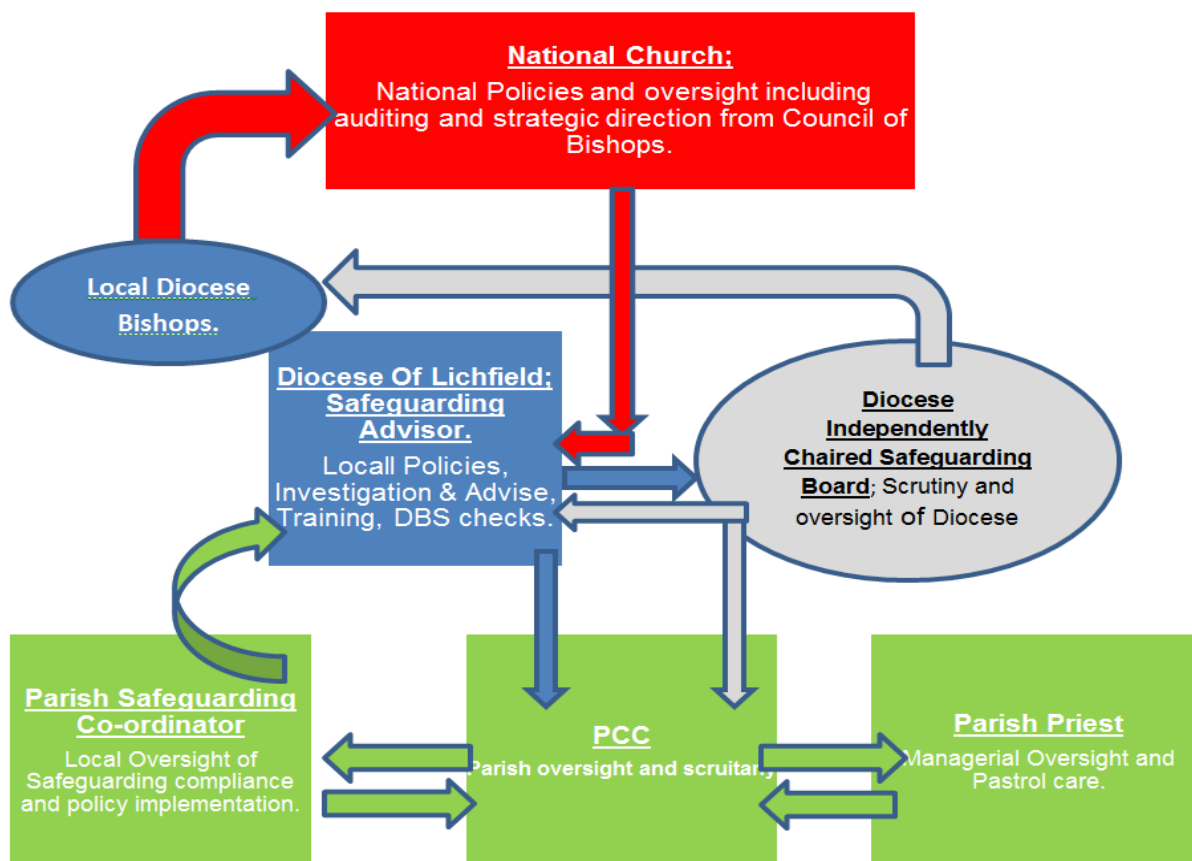 National Church;
National Policies and oversight including
auditing and strategic direction from Council of
Bishops.
Local Diocese
Bishops.
Diocese Of Lichfield;
Safeguarding
Advisor.
Locall Policies,
Investigation & Advise,
Training, DBS checks.
Diocese
Independently
Chaired Safeguarding
Board; Scrutiny and
oversight of Diocese
Parish Safeguarding
Co-ordinator
Local Oversight of
Safeguarding compliance
and policy implementation.
PCC
Parish oversight and scruitany
Parish Priest
Managerial Oversight and
Pastrol care.